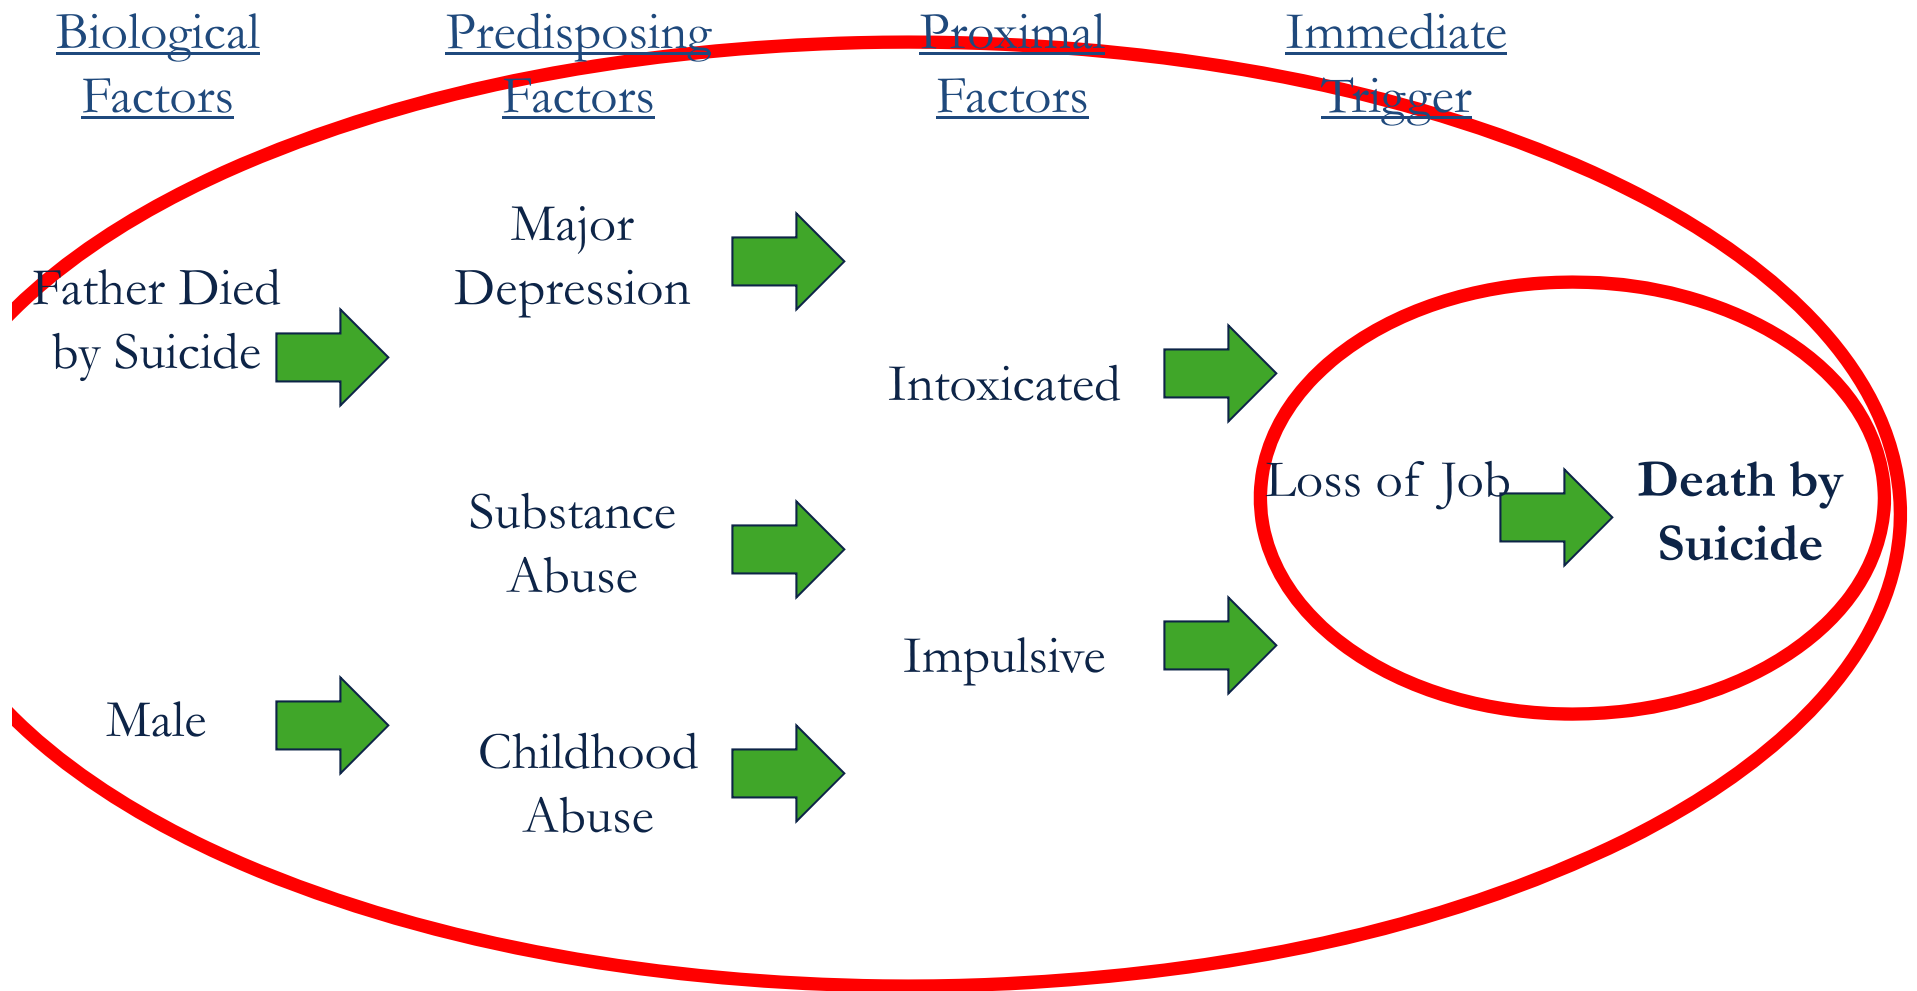 Biological
Factors
Predisposing
Factors
Proximal
Factors
Immediate
Trigger
Father Died
by Suicide
Male
Major
Depression
Substance
Abuse
Childhood
Abuse
Intoxicated
Impulsive
Loss of Job
Death by
Suicide